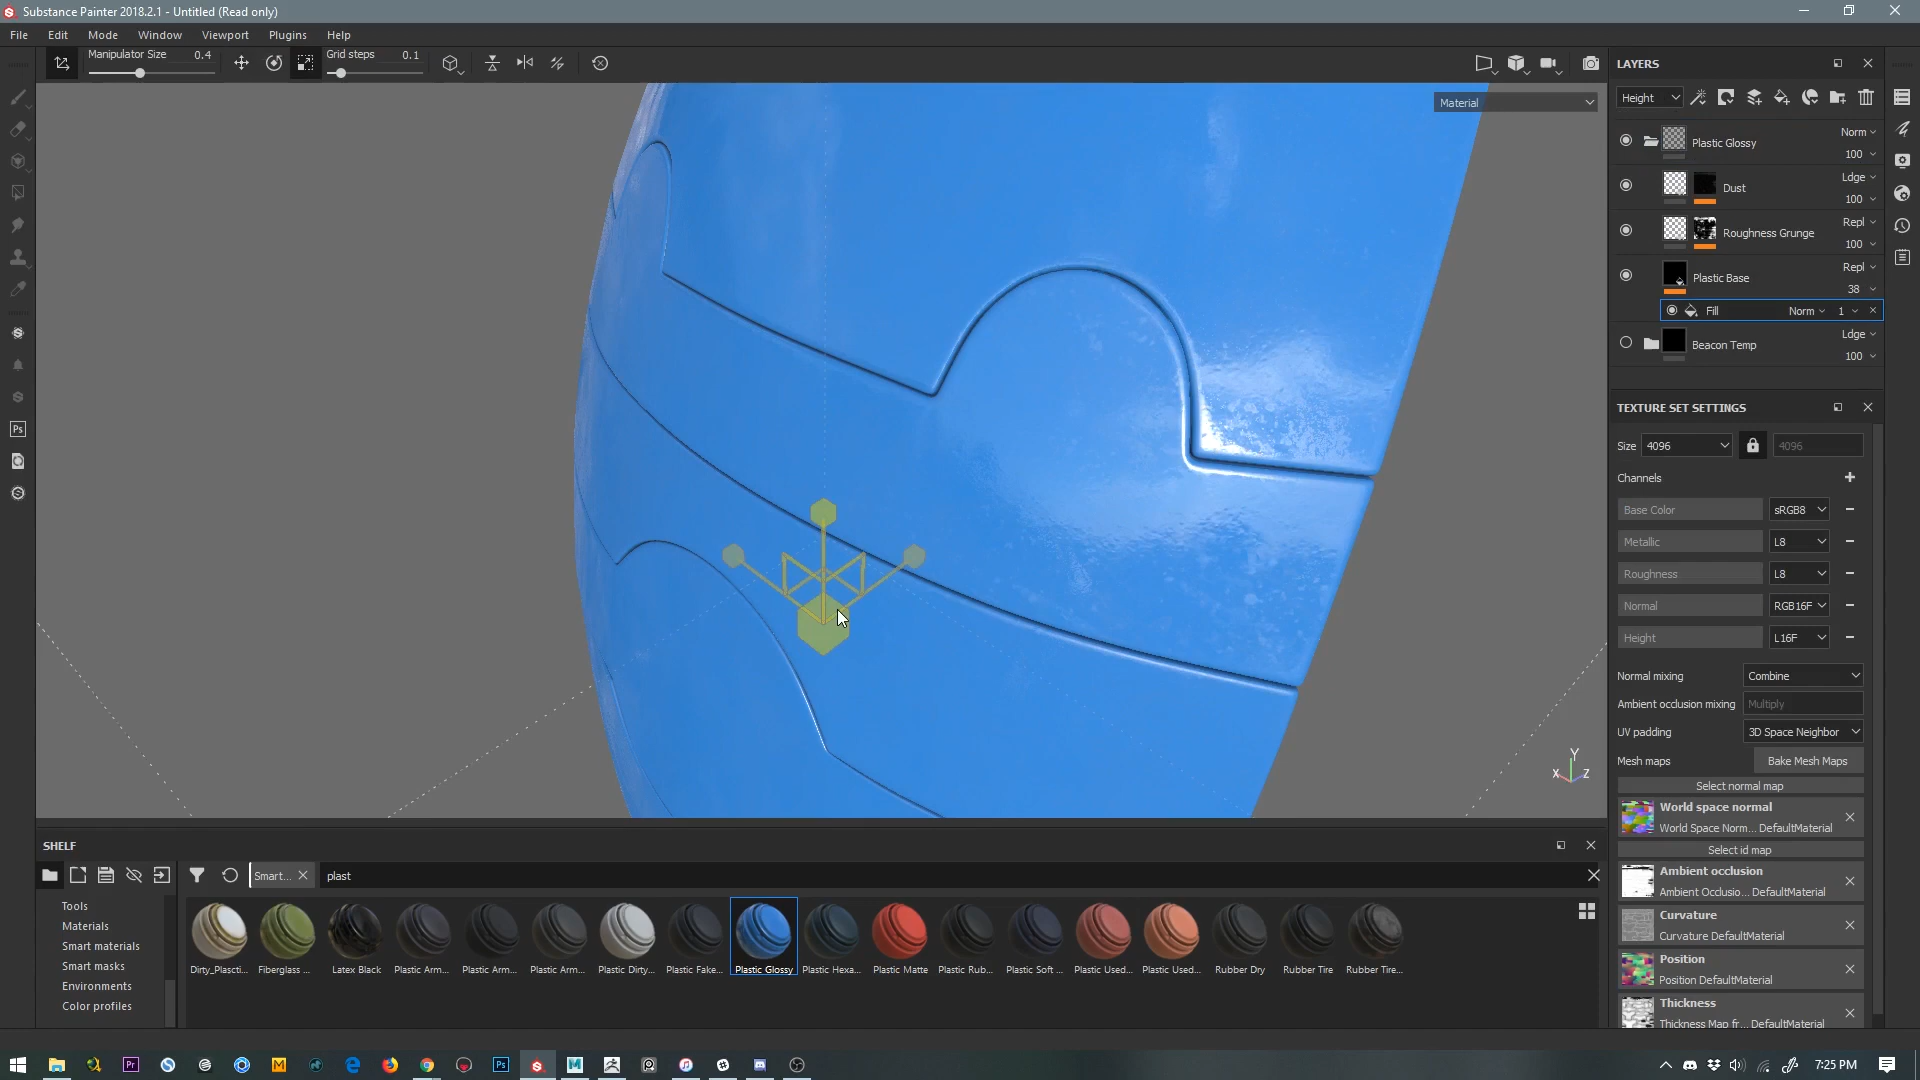 Substance Painter 2018.2.1 - Untitled (Read only)
File Edit Mode Window Viewport Plugins Help
Manipulator Size 0.4
Grid steps 0.1
Material
LAYERS
Height
Plastic Glossy Norm 100
Dust Ldge 100
Roughness Grunge Repl 100
Plastic Base Repl 38
Fill Norm 1
Beacon Temp Ldge 100
TEXTURE SET SETTINGS
Size 4096 4096
Channels
Base Color sRGB8
Metallic L8
Roughness L8
Normal RGB16F
Height L16F
Normal mixing Combine
Ambient occlusion mixing Multiply
UV padding 3D Space Neighbor
Mesh maps Bake Mesh Maps
Select normal map
World space normal
World Space Norm... DefaultMaterial
Select id map
Ambient occlusion
Ambient Occlusio... DefaultMaterial
Curvature
Curvature DefaultMaterial
Position
Position DefaultMaterial
Thickness
Thickness Map fr... DefaultMaterial
Y
X Z
SHELF
Smart... plast
Tools
Materials
Smart materials
Smart masks
Environments
Color profiles
Dirty_Plascti...
Fiberglass ...
Latex Black
Plastic Arm...
Plastic Arm...
Plastic Arm...
Plastic Dirty...
Plastic Fake...
Plastic Glossy
Plastic Hexa...
Plastic Matte
Plastic Rub...
Plastic Soft ...
Plastic Used...
Plastic Used...
Rubber Dry
Rubber Tire
Rubber Tire...
Ps
Pr
M
Ps
7:25 PM